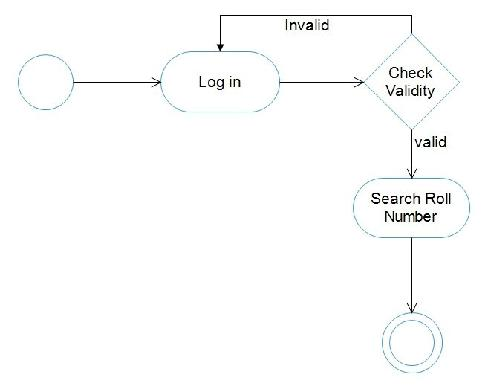 Invalid
Log in
Check
Validity
valid
Search Roll
Number